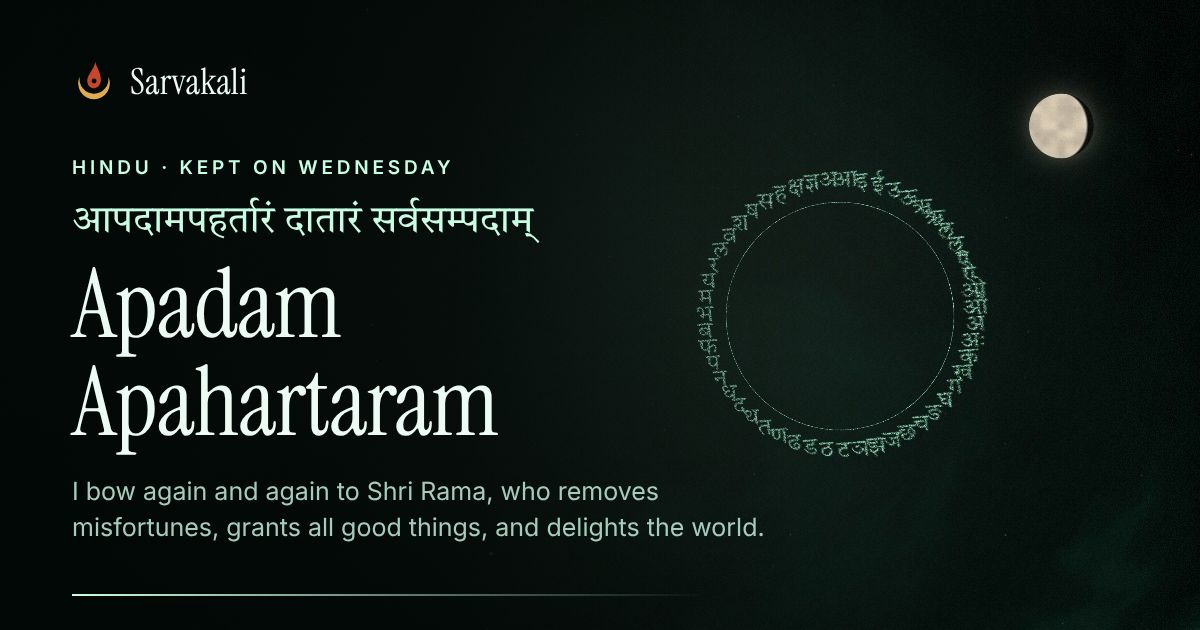 Sarvakali
HINDU · KEPT ON WEDNESDAY
आपदामपहर्तारं दातारं सर्वसम्पदाम्
Apadam
Apahartaram
I bow again and again to Shri Rama, who removes
misfortunes, grants all good things, and delights the world.